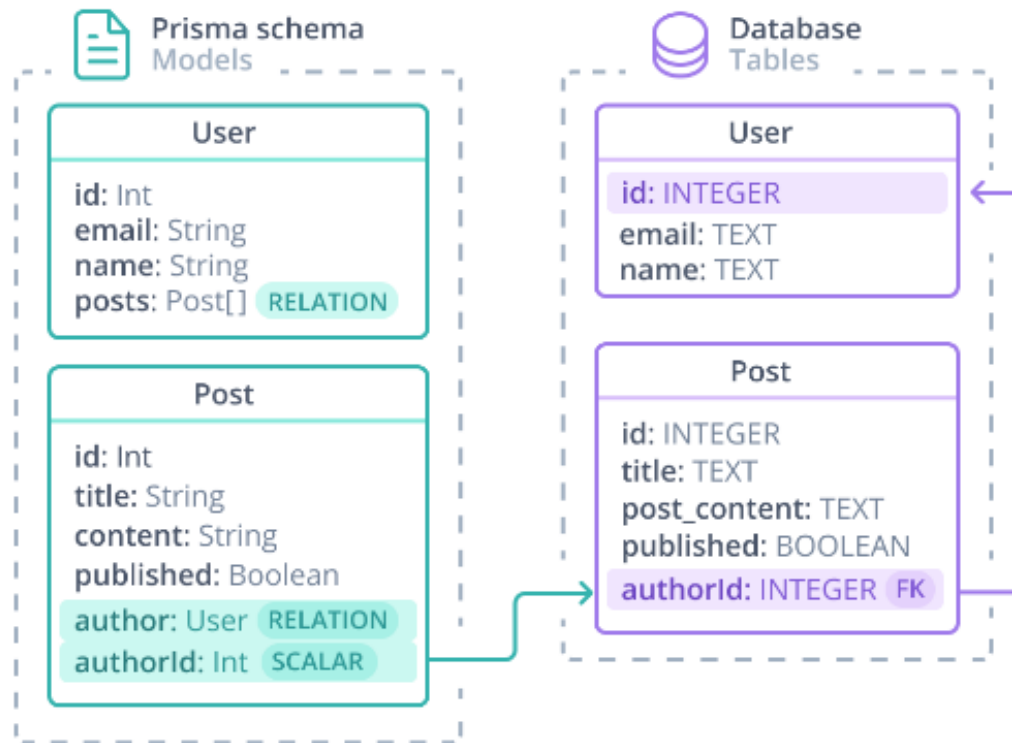 Prisma schema
Models
User
id: Int
email: String
name: String
posts: Post[] RELATION
Post
id: Int
title: String
content: String
published: Boolean
author: User RELATION
authorId: Int SCALAR
Database
Tables
User
id: INTEGER
email: TEXT
name: TEXT
Post
id: INTEGER
title: TEXT
post_content: TEXT
published: BOOLEAN
authorId: INTEGER FK